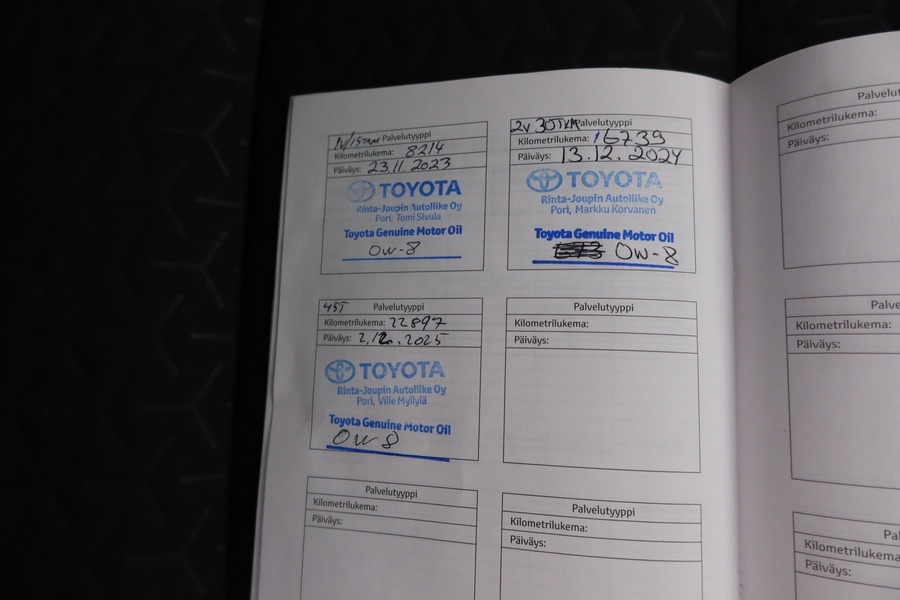 1v/15TKM Palvelutyyppi
Kilometrilukema: 8214
Päiväys: 23.11.2023
TOYOTA
Rinta-Joupin Autoliike Oy
Pori, Tomi Sivula
Toyota Genuine Motor Oil
0W-8
2v 30TKM Palvelutyyppi
Kilometrilukema: 16739
Päiväys: 13.12.2024
TOYOTA
Rinta-Joupin Autoliike Oy
Pori, Markku Korvanen
Toyota Genuine Motor Oil
0W-8
45T Palvelutyyppi
Kilometrilukema: 22897
Päiväys: 2.12.2025
TOYOTA
Rinta-Joupin Autoliike Oy
Pori, Ville Myllylä
Toyota Genuine Motor Oil
0W8
Palvelutyyppi
Kilometrilukema:
Päiväys:
Palvelutyyppi
Kilometrilukema:
Päiväys:
Palvelutyyppi
Kilometrilukema:
Päiväys:
Kilometrilukema:
Päiväys:
Kilometrilukema:
Päiväys:
Kilometrilukema
Päiväys: